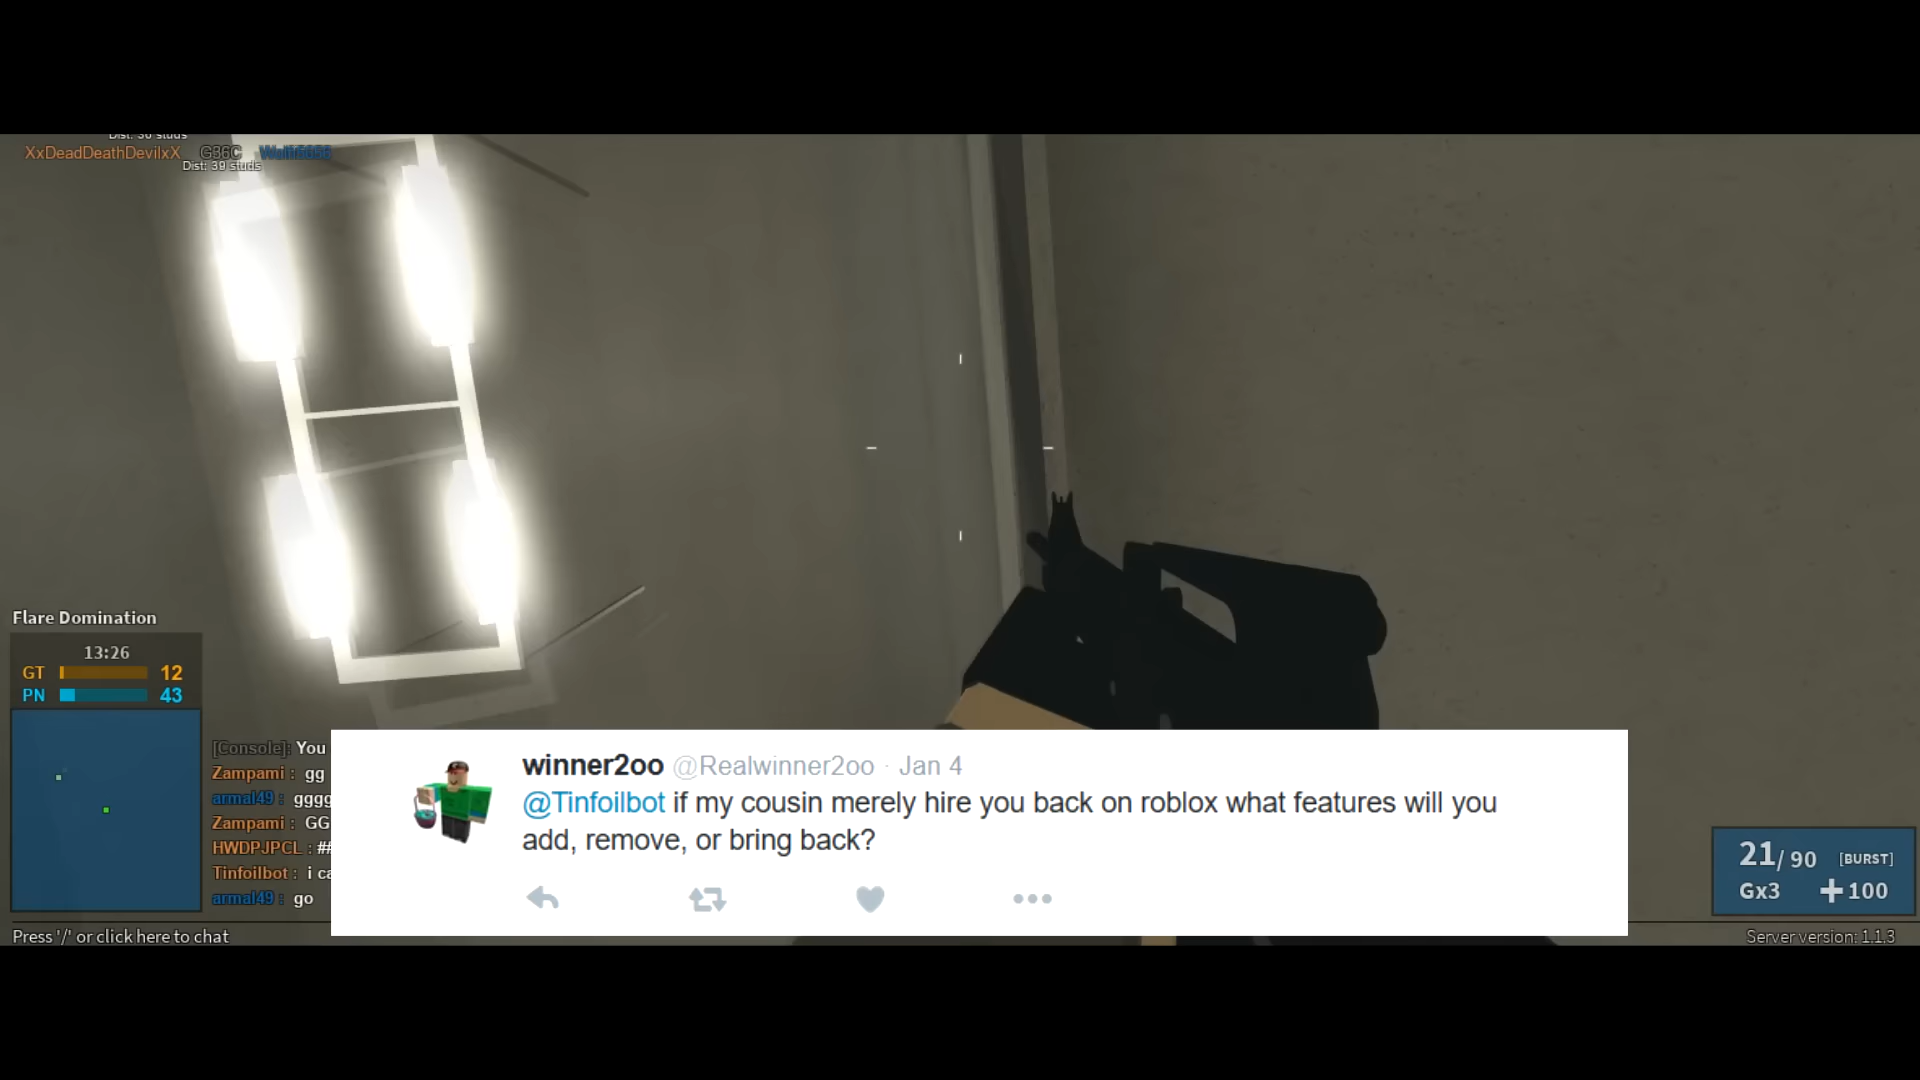 Dist: 36 studs
XxDeadDeathDevilxX G36C
Dist: 39 studs
Flare Domination
13:26
GT 12
PN 43
[Console]: You
Zampami : gg
armal49 : gggg
Zampami : GG
HWDPJPCL : ##
Tinfoilbot : i ca
armal49 : go
Press '/' or click here to chat
winner2oo @Realwinner2oo · Jan 4
@Tinfoilbot if my cousin merely hire you back on roblox what features will you
add, remove, or bring back?
21/ 90 [BURST]
Gx3 +100
Server version: 1.1.3